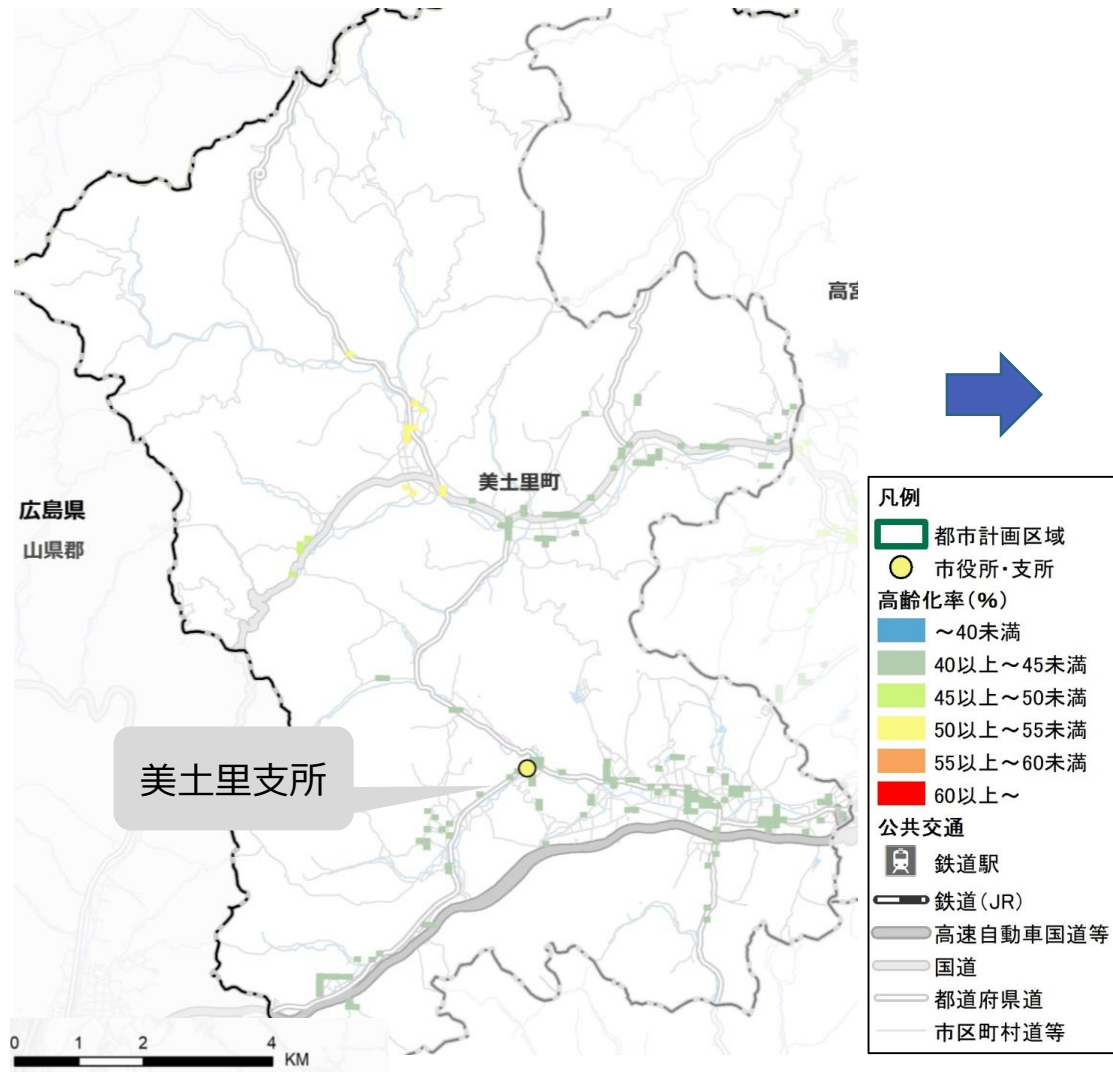 高宮
美土里町
広島県
山県郡
美土里支所
0 1 2 4
KM
凡例
都市計画区域
市役所・支所
高齢化率(%)
～40未満
40以上～45未満
45以上～50未満
50以上～55未満
55以上～60未満
60以上～
公共交通
鉄道駅
鉄道(JR)
高速自動車国道等
国道
都道府県道
市区町村道等